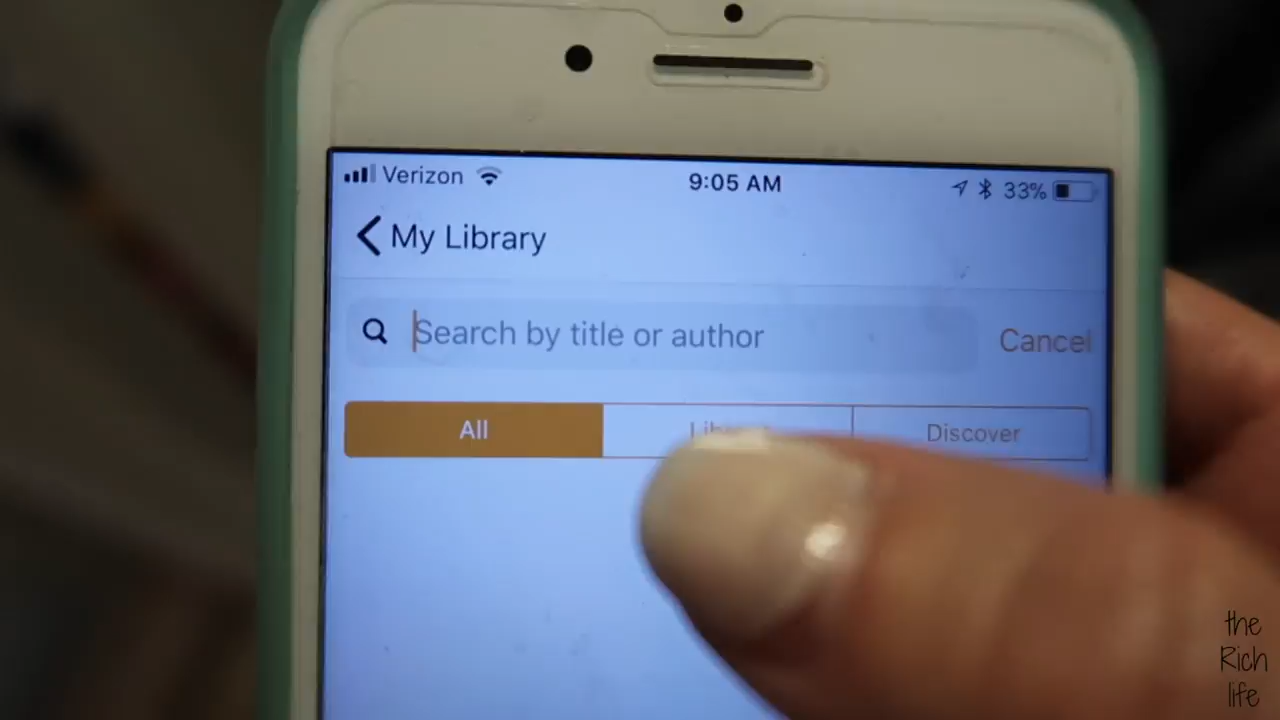 Verizon 9:05 AM 33%
My Library
Search by title or author Cancel
All Discover
the
Rich
life